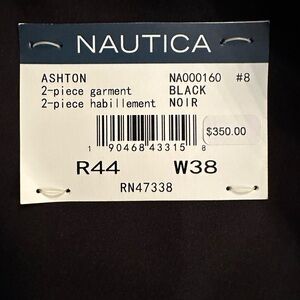 NAUTICA
ASHTON NA000160 #8
2-piece garment BLACK
2-piece habillement NOIR
$350.00
1 90468 43315 8
R44 W38
RN47338